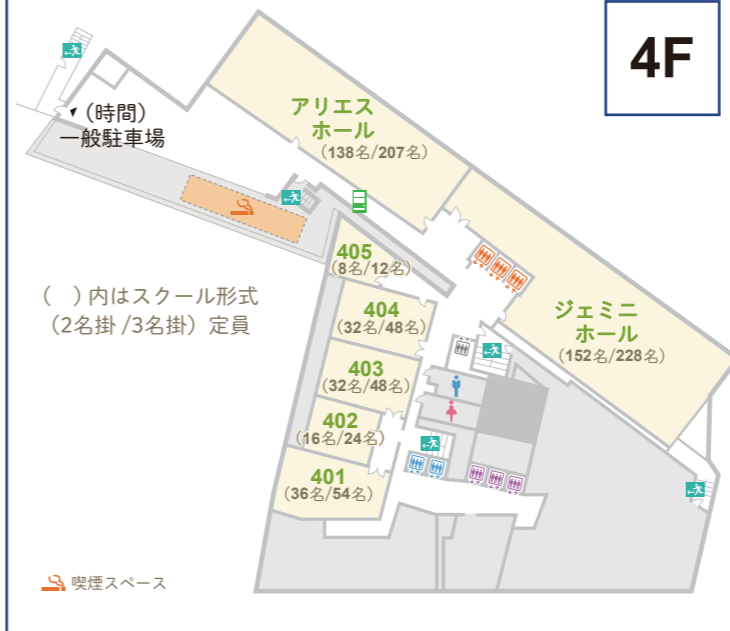 4F
(時間)
一般駐車場
アリエス
ホール
(138名/207名)
405
(8名/12名)
( )内はスクール形式
(2名掛/3名掛)定員
404
(32名/48名)
ジェミニ
ホール
(152名/228名)
403
(32名/48名)
402
(16名/24名)
401
(36名/54名)
喫煙スペース